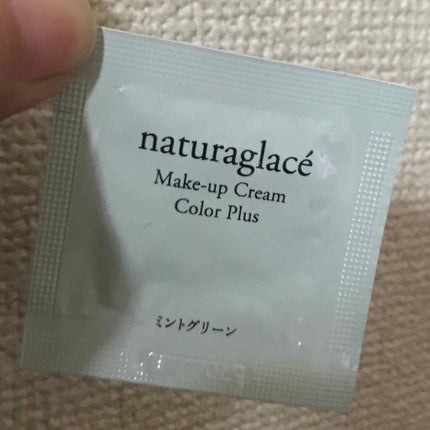 naturaglacé
Make-up Cream
Color Plus
ミントグリーン